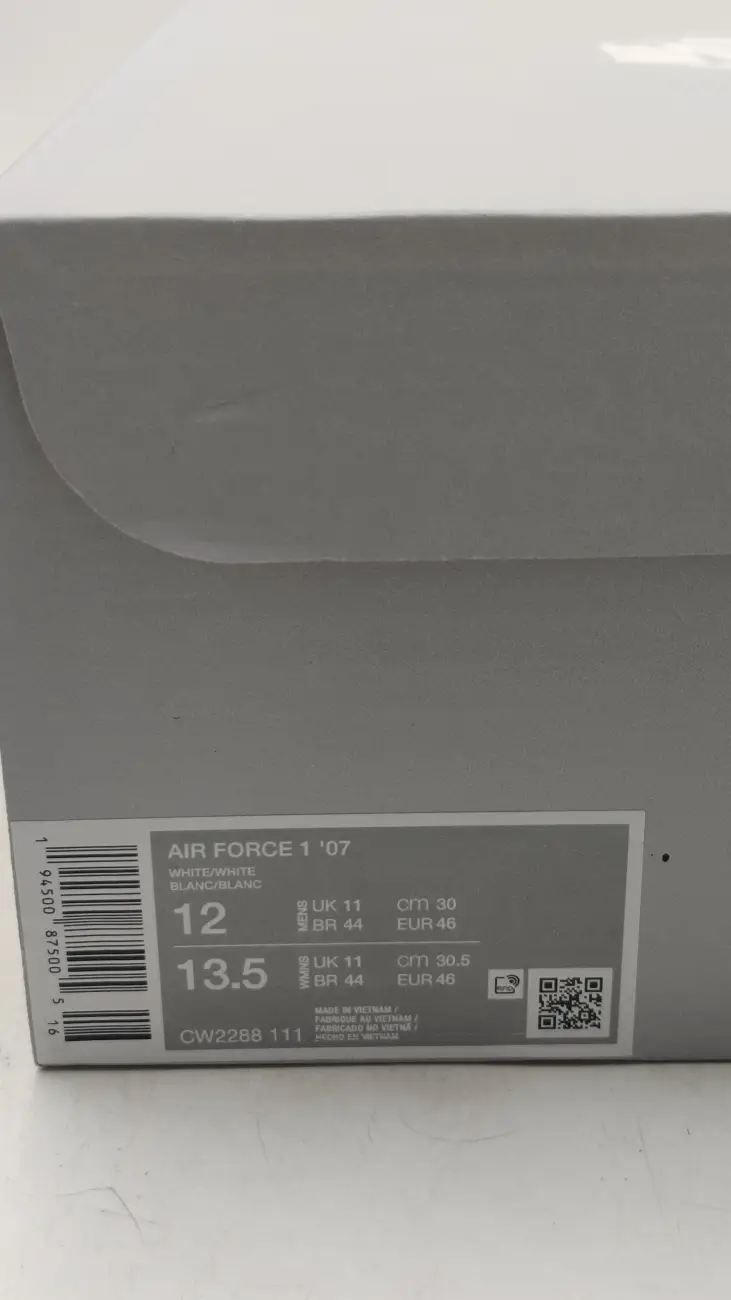 AIR FORCE 1 '07
WHITE/WHITE
BLANC/BLANC
12 MENS UK 11 cm 30
BR 44 EUR 46
13.5 WMNS UK 11 cm 30.5
BR 44 EUR 46
CW2288 111
MADE IN VIETNAM /
FABRIQUE AU VIETNAM /
FABRICADO NO VIETNÃ /
HECHO EN VIETNAM
RFID
1 94500 87500 5 16